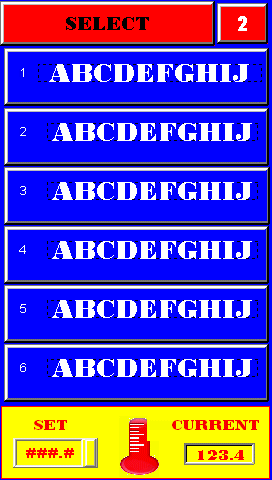 SELECT 2
1 ABCDEFGHIJ
2 ABCDEFGHIJ
3 ABCDEFGHIJ
4 ABCDEFGHIJ
5 ABCDEFGHIJ
6 ABCDEFGHIJ
SET CURRENT
###.# 123.4